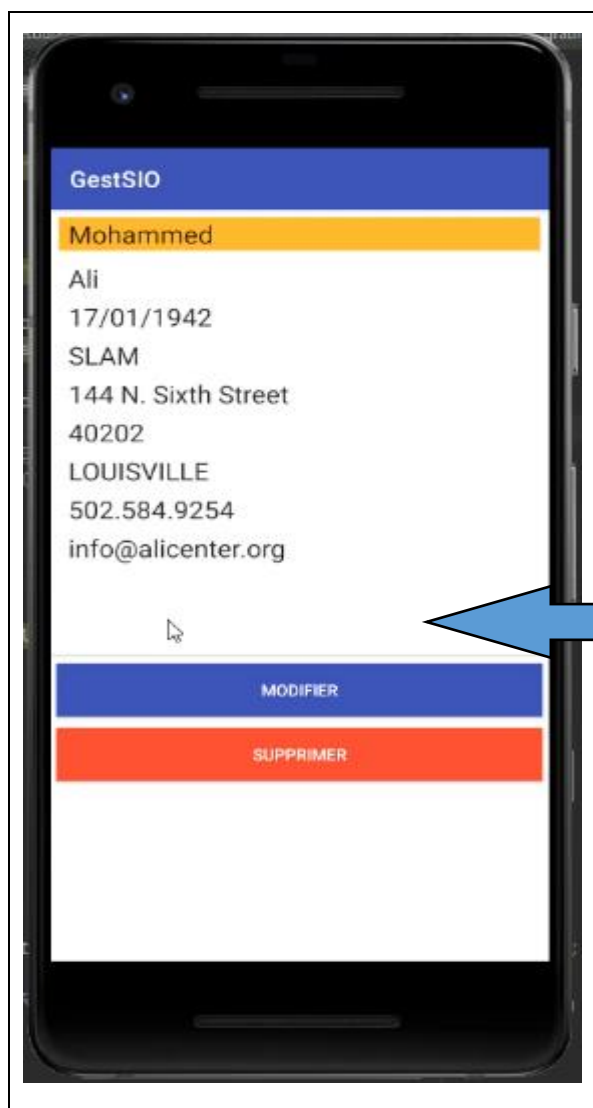 GestSIO
Mohammed
Ali
17/01/1942
SLAM
144 N. Sixth Street
40202
LOUISVILLE
502.584.9254
info@alicenter.org
MODIFIER
SUPPRIMER